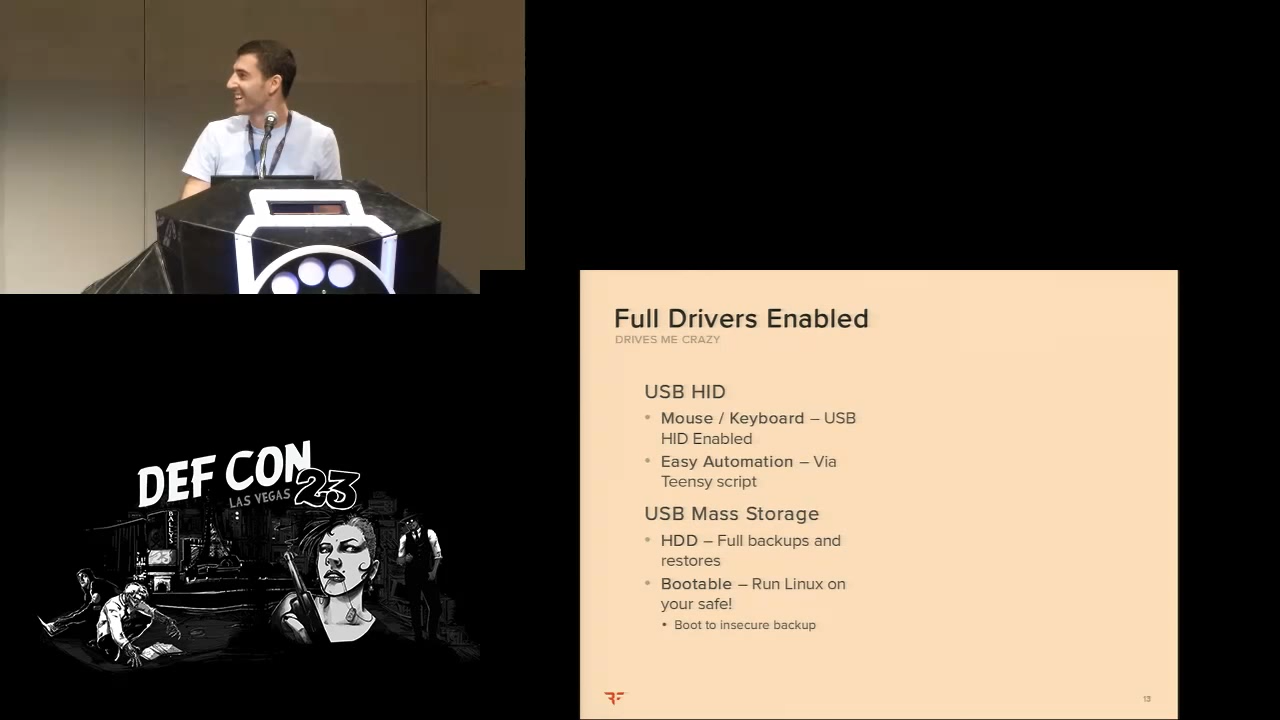 Full Drivers Enabled
DRIVES ME CRAZY
USB HID
• Mouse / Keyboard – USB
HID Enabled
• Easy Automation – Via
Teensy script
USB Mass Storage
• HDD – Full backups and
restores
• Bootable – Run Linux on
your safe!
• Boot to insecure backup
13
DEF CON
LAS VEGAS 23
BALLYS
23